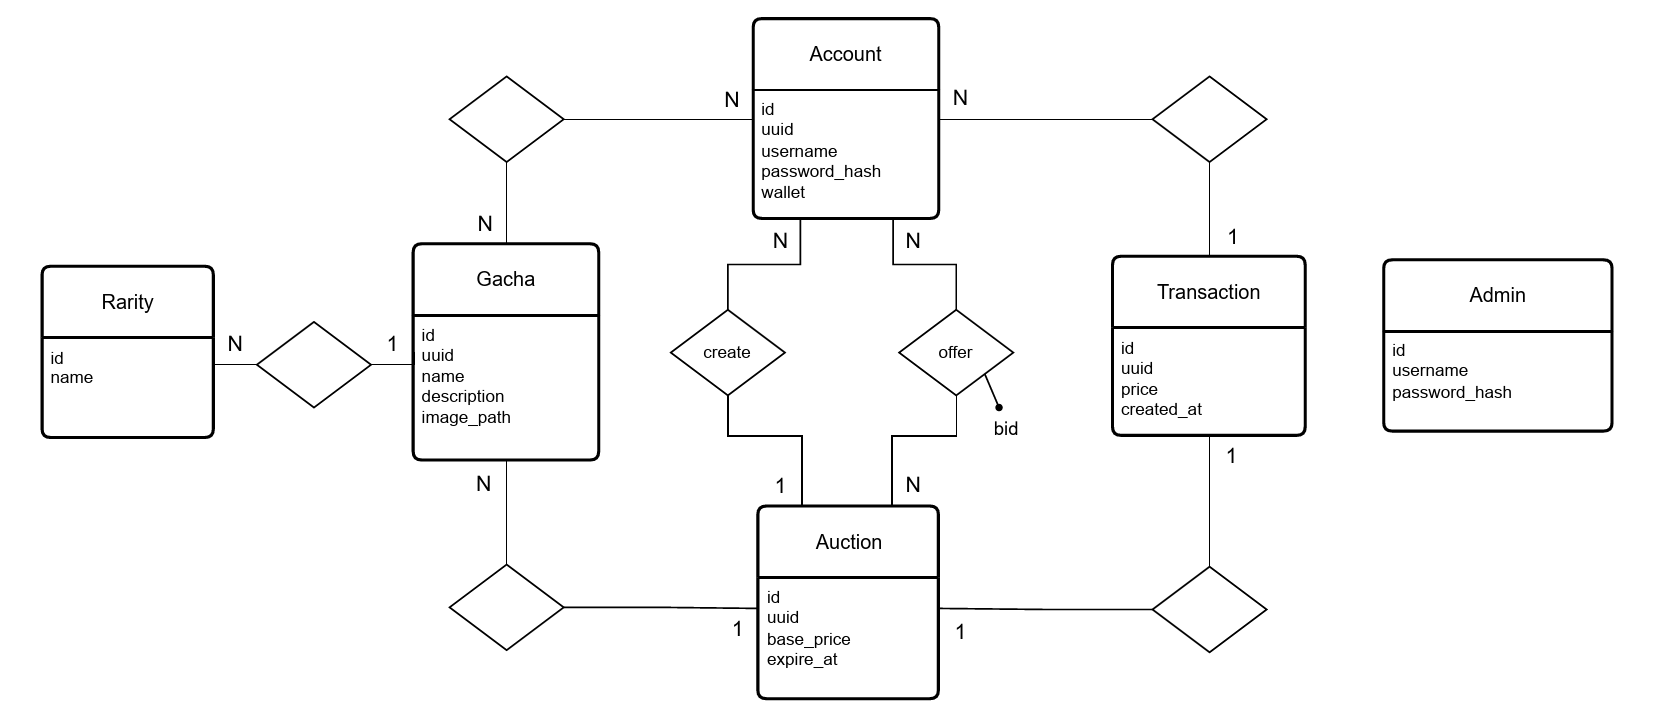 Account
id
uuid
username
password_hash
wallet
N
N
N
N
N
1
Rarity
id
name
N
1
Gacha
id
uuid
name
description
image_path
N
create
offer
bid
1
N
Transaction
id
uuid
price
created_at
1
Admin
id
username
password_hash
Auction
id
uuid
base_price
expire_at
1
1